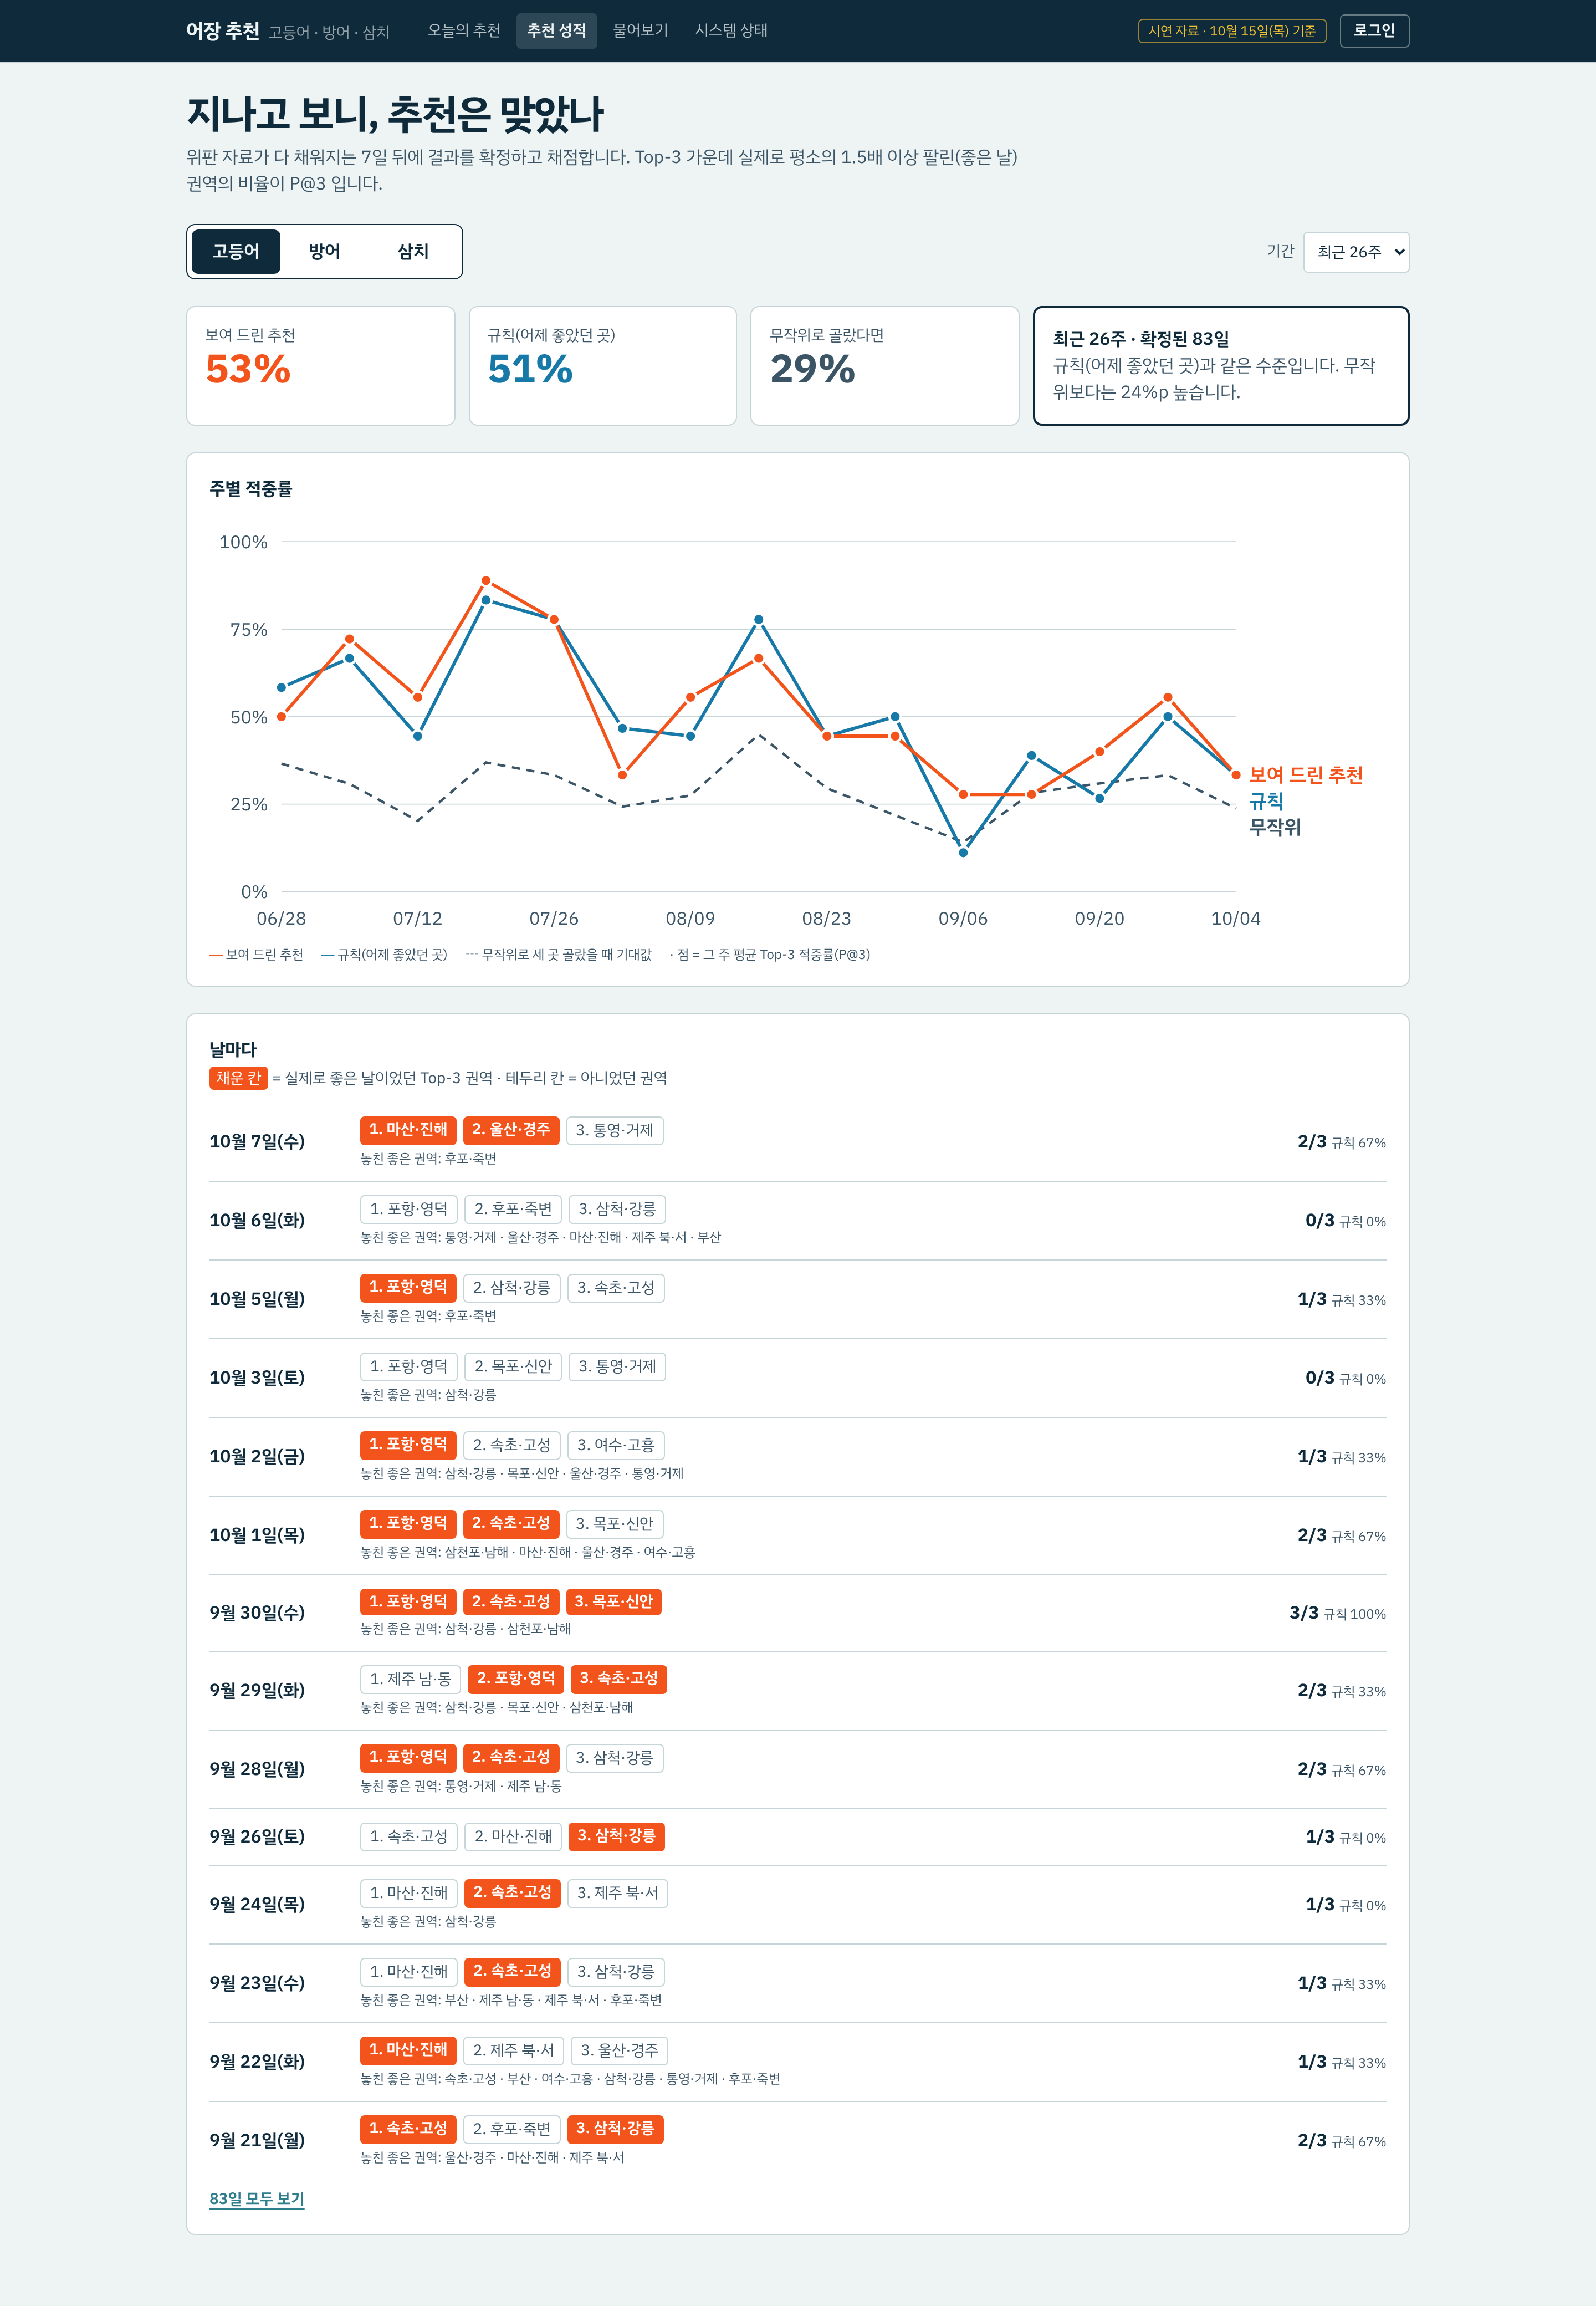 어장 추천 고등어 · 방어 · 삼치 오늘의 추천 추천 성적 물어보기 시스템 상태 시연 자료 · 10월 15일(목) 기준 로그인
지나고 보니, 추천은 맞았나
위판 자료가 다 채워지는 7일 뒤에 결과를 확정하고 채점합니다. Top-3 가운데 실제로 평소의 1.5배 이상 팔린(좋은 날)
권역의 비율이 P@3 입니다.
고등어 방어 삼치 기간 최근 26주
보여 드린 추천
53%
규칙(어제 좋았던 곳)
51%
무작위로 골랐다면
29%
최근 26주 · 확정된 83일
규칙(어제 좋았던 곳)과 같은 수준입니다. 무작
위보다는 24%p 높습니다.
주별 적중률
100%
75%
50%
25%
0%
보여 드린 추천
규칙
무작위
06/28 07/12 07/26 08/09 08/23 09/06 09/20 10/04
보여 드린 추천 규칙(어제 좋았던 곳) 무작위로 세 곳 골랐을 때 기대값 · 점 = 그 주 평균 Top-3 적중률(P@3)
날마다
채운 칸 = 실제로 좋은 날이었던 Top-3 권역 · 테두리 칸 = 아니었던 권역
10월 7일(수) 1. 마산·진해 2. 울산·경주 3. 통영·거제 2/3 규칙 67%
놓친 좋은 권역: 후포·죽변
10월 6일(화) 1. 포항·영덕 2. 후포·죽변 3. 삼척·강릉 0/3 규칙 0%
놓친 좋은 권역: 통영·거제 · 울산·경주 · 마산·진해 · 제주 북·서 · 부산
10월 5일(월) 1. 포항·영덕 2. 삼척·강릉 3. 속초·고성 1/3 규칙 33%
놓친 좋은 권역: 후포·죽변
10월 3일(토) 1. 포항·영덕 2. 목포·신안 3. 통영·거제 0/3 규칙 0%
놓친 좋은 권역: 삼척·강릉
10월 2일(금) 1. 포항·영덕 2. 속초·고성 3. 여수·고흥 1/3 규칙 33%
놓친 좋은 권역: 삼척·강릉 · 목포·신안 · 울산·경주 · 통영·거제
10월 1일(목) 1. 포항·영덕 2. 속초·고성 3. 목포·신안 2/3 규칙 67%
놓친 좋은 권역: 삼천포·남해 · 마산·진해 · 울산·경주 · 여수·고흥
9월 30일(수) 1. 포항·영덕 2. 속초·고성 3. 목포·신안 3/3 규칙 100%
놓친 좋은 권역: 삼척·강릉 · 삼천포·남해
9월 29일(화) 1. 제주 남·동 2. 포항·영덕 3. 속초·고성 2/3 규칙 33%
놓친 좋은 권역: 삼척·강릉 · 목포·신안 · 삼천포·남해
9월 28일(월) 1. 포항·영덕 2. 속초·고성 3. 삼척·강릉 2/3 규칙 67%
놓친 좋은 권역: 통영·거제 · 제주 남·동
9월 26일(토) 1. 속초·고성 2. 마산·진해 3. 삼척·강릉 1/3 규칙 0%
9월 24일(목) 1. 마산·진해 2. 속초·고성 3. 제주 북·서 1/3 규칙 0%
놓친 좋은 권역: 삼척·강릉
9월 23일(수) 1. 마산·진해 2. 속초·고성 3. 삼척·강릉 1/3 규칙 33%
놓친 좋은 권역: 부산 · 제주 남·동 · 제주 북·서 · 후포·죽변
9월 22일(화) 1. 마산·진해 2. 제주 북·서 3. 울산·경주 1/3 규칙 33%
놓친 좋은 권역: 속초·고성 · 부산 · 여수·고흥 · 삼척·강릉 · 통영·거제 · 후포·죽변
9월 21일(월) 1. 속초·고성 2. 후포·죽변 3. 삼척·강릉 2/3 규칙 67%
놓친 좋은 권역: 울산·경주 · 마산·진해 · 제주 북·서
83일 모두 보기